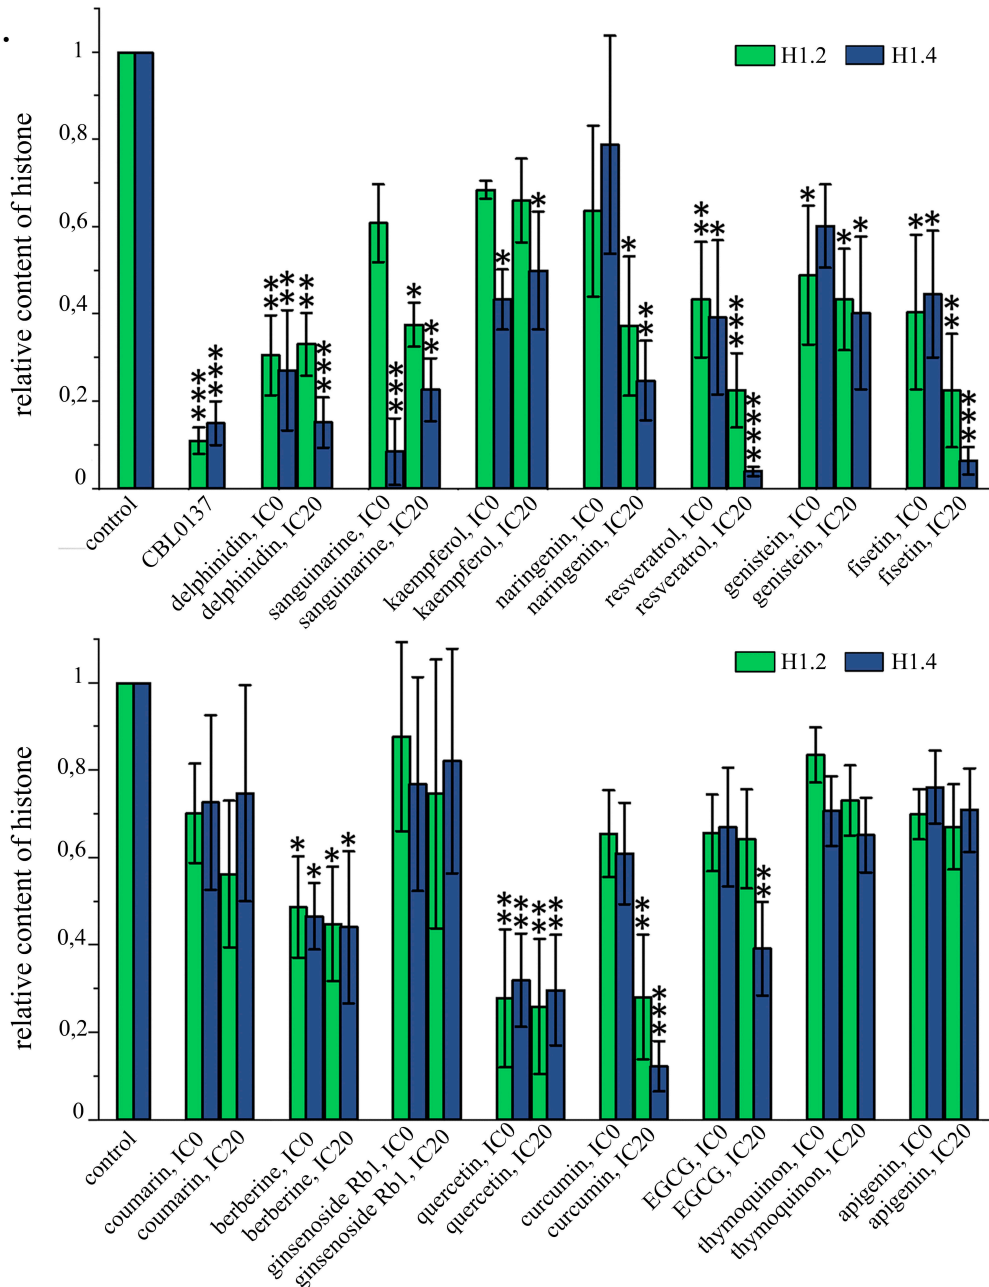 H1.2 H1.4
relative content of histone
1
0,8
0,6
0,4
0,2
0
***
***
**
**
**
***
***
*
**
*
*
*
**
**
*
***
****
*
*
*
*
*
**
***
control
CBL0137
delphinidin, IC0
delphinidin, IC20
sanguinarine, IC0
sanguinarine, IC20
kaempferol, IC0
kaempferol, IC20
naringenin, IC0
naringenin, IC20
resveratrol, IC0
resveratrol, IC20
genistein, IC0
genistein, IC20
fisetin, IC0
fisetin, IC20
H1.2 H1.4
relative content of histone
1
0,8
0,6
0,4
0,2
0
*
*
*
*
**
**
**
**
**
***
**
control
coumarin, IC0
coumarin, IC20
berberine, IC0
berberine, IC20
ginsenoside Rb1, IC0
ginsenoside Rb1, IC20
quercetin, IC0
quercetin, IC20
curcumin, IC0
curcumin, IC20
EGCG, IC0
EGCG, IC20
thymoquinon, IC0
thymoquinon, IC20
apigenin, IC0
apigenin, IC20